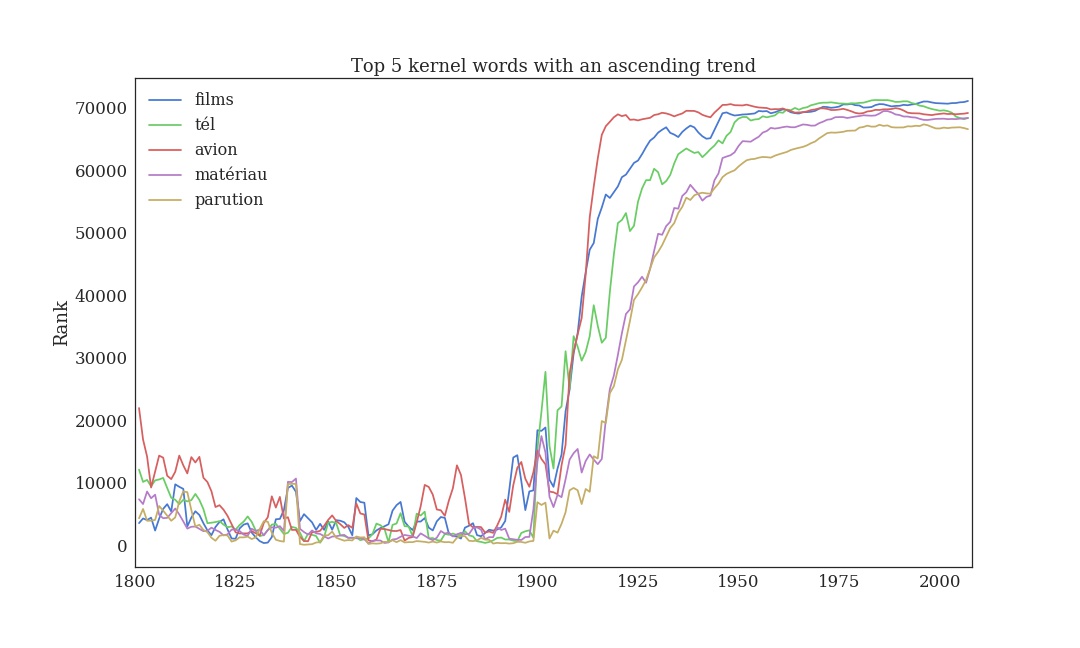 Top 5 kernel words with an ascending trend
films
tél
avion
matériau
parution
Rank
70000
60000
50000
40000
30000
20000
10000
0
1800 1825 1850 1875 1900 1925 1950 1975 2000